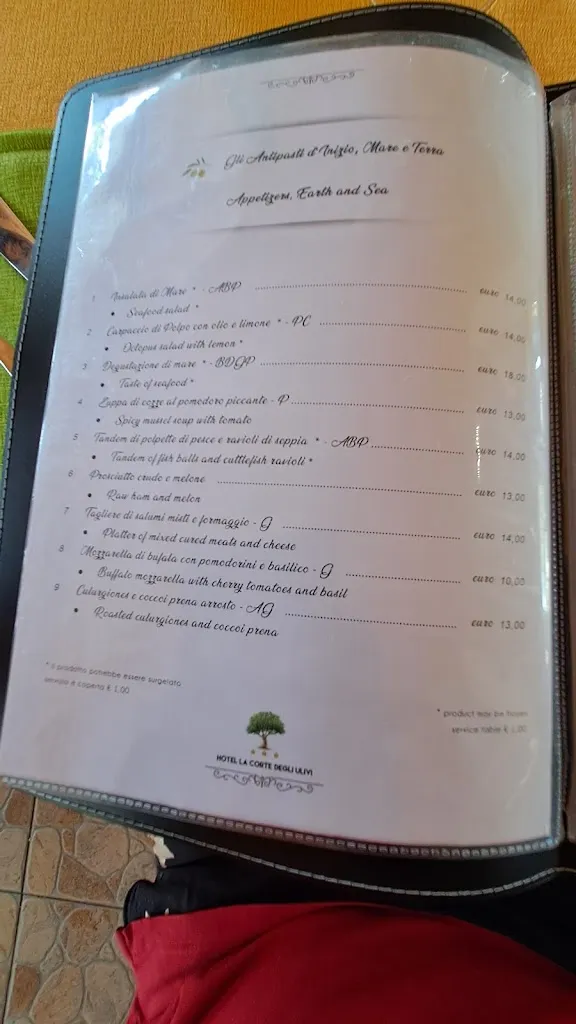 Gli Antipasti d'Inizio, Mare e Terra
Appetizers, Earth and Sea
1 Insalata di Mare * - ABP euro 14,00
• Seafood salad *
2 Carpaccio di Polpo con olio e limone * - PC euro 14,00
• Octopus salad with lemon *
3 Degustazione di mare * - BDGP euro 18,00
• Taste of seafood *
4 Zuppa di cozze al pomodoro piccante - P euro 13,00
• Spicy mussel soup with tomato
5 Tandem di polpette di pesce e ravioli di seppia * - ABP euro 14,00
• Tandem of fish balls and cuttlefish ravioli *
6 Prosciutto crudo e melone euro 13,00
• Raw ham and melon
7 Tagliere di salumi misti e formaggio - G euro 14,00
• Platter of mixed cured meats and cheese
8 Mozzarella di bufala con pomodorini e basilico - G euro 10,00
• Buffalo mozzarella with cherry tomatoes and basil
9 Culurgiones e coccoi prena arrosto - AG euro 13,00
• Roasted culurgiones and coccoi prena
* il prodotto potrebbe essere surgelato
servizio e coperto € 1,00
* product may be frozen
service table € 1,00
HOTEL LA CORTE DEGLI ULIVI